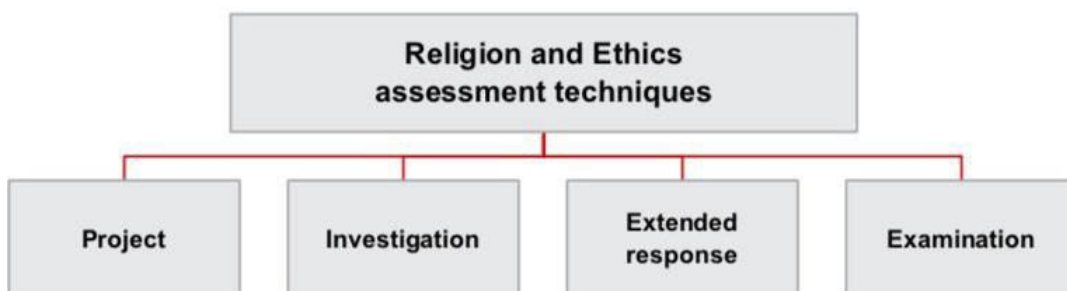 Religion and Ethics
assessment techniques
Project
Investigation
Extended
response
Examination